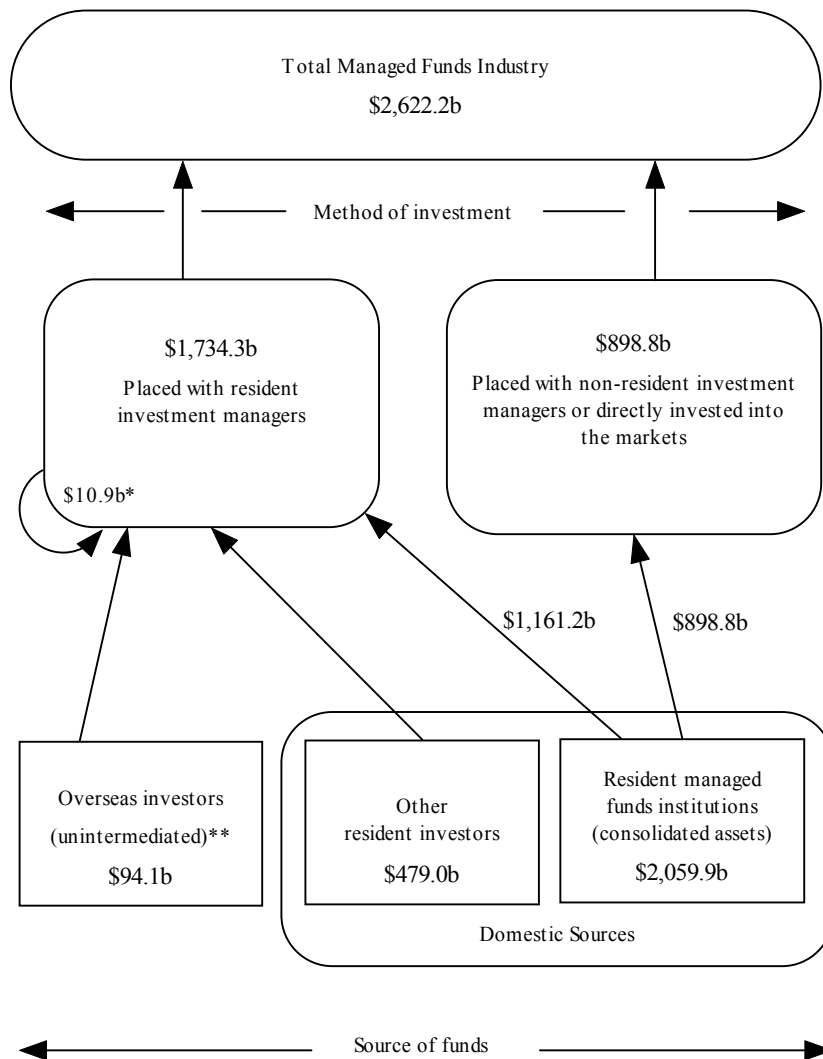 Total Managed Funds Industry
$2,622.2b
Method of investment
$1,734.3b
Placed with resident
investment managers
$10.9b*
$898.8b
Placed with non-resident investment
managers or directly invested into
the markets
$1,161.2b
$898.8b
Overseas investors
(unintermediated)**
$94.1b
Other
resident investors
$479.0b
Resident managed
funds institutions
(consolidated assets)
$2,059.9b
Domestic Sources
Source of funds